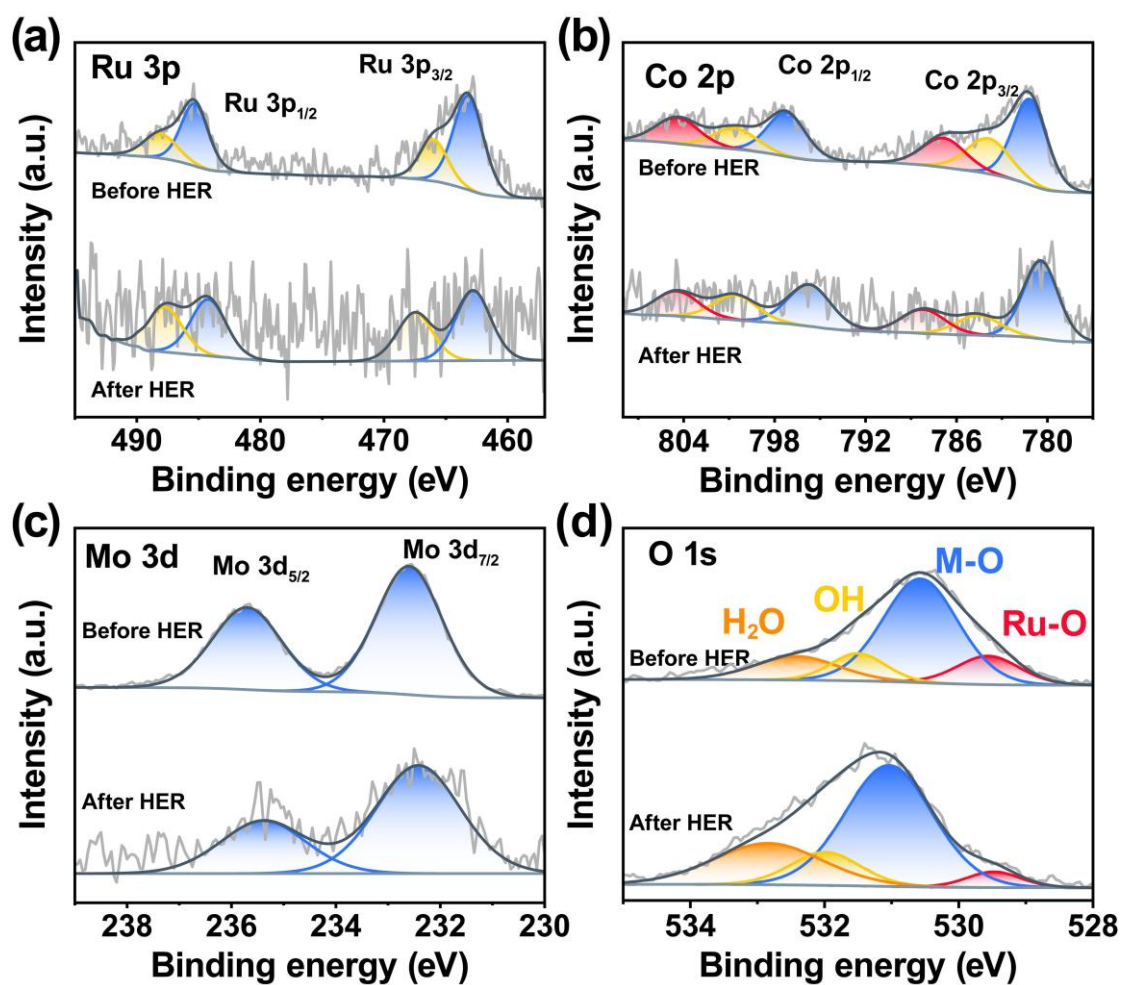 (a)
Ru 3p
Ru 3p1/2
Ru 3p3/2
Before HER
After HER
Intensity (a.u.)
490 480 470 460
Binding energy (eV)
(b)
Co 2p
Co 2p1/2
Co 2p3/2
Before HER
After HER
Intensity (a.u.)
804 798 792 786 780
Binding energy (eV)
(c)
Mo 3d
Mo 3d5/2
Mo 3d7/2
Before HER
After HER
Intensity (a.u.)
238 236 234 232 230
Binding energy (eV)
(d)
O 1s
M-O
OH
H2O
Ru-O
Before HER
After HER
Intensity (a.u.)
534 532 530 528
Binding energy (eV)